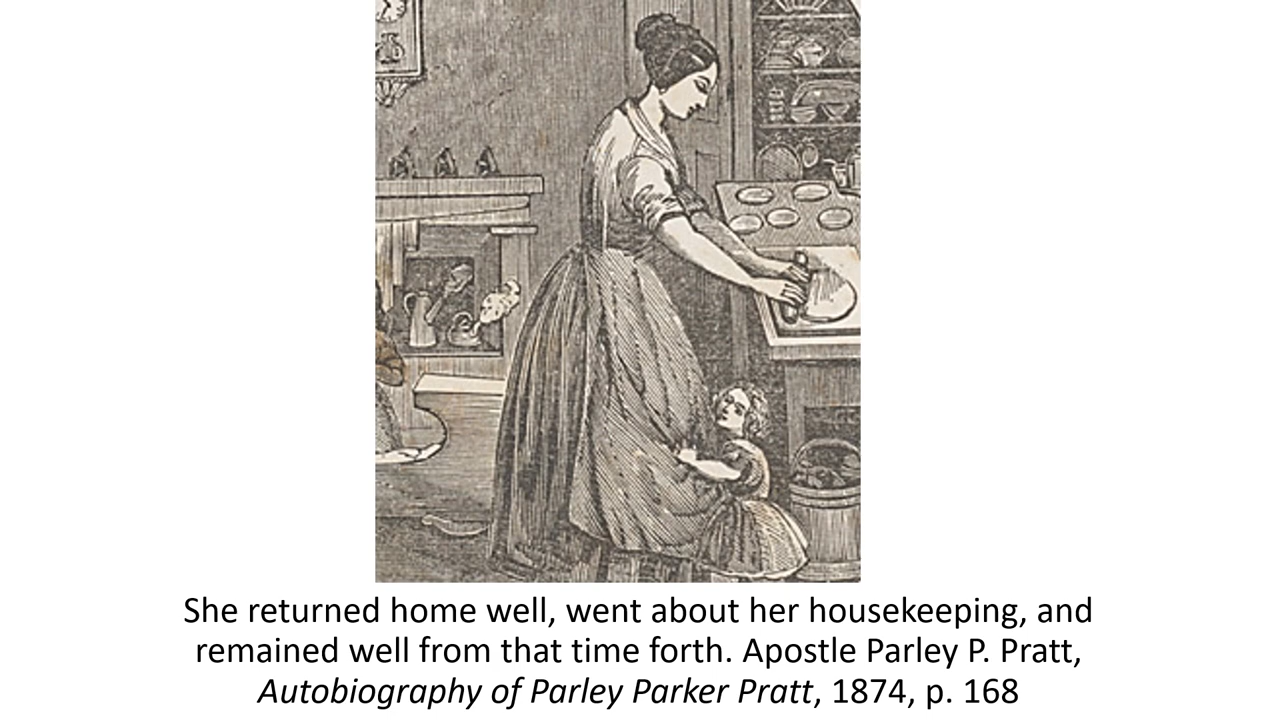 She returned home well, went about her housekeeping, and
remained well from that time forth. Apostle Parley P. Pratt,
Autobiography of Parley Parker Pratt, 1874, p. 168